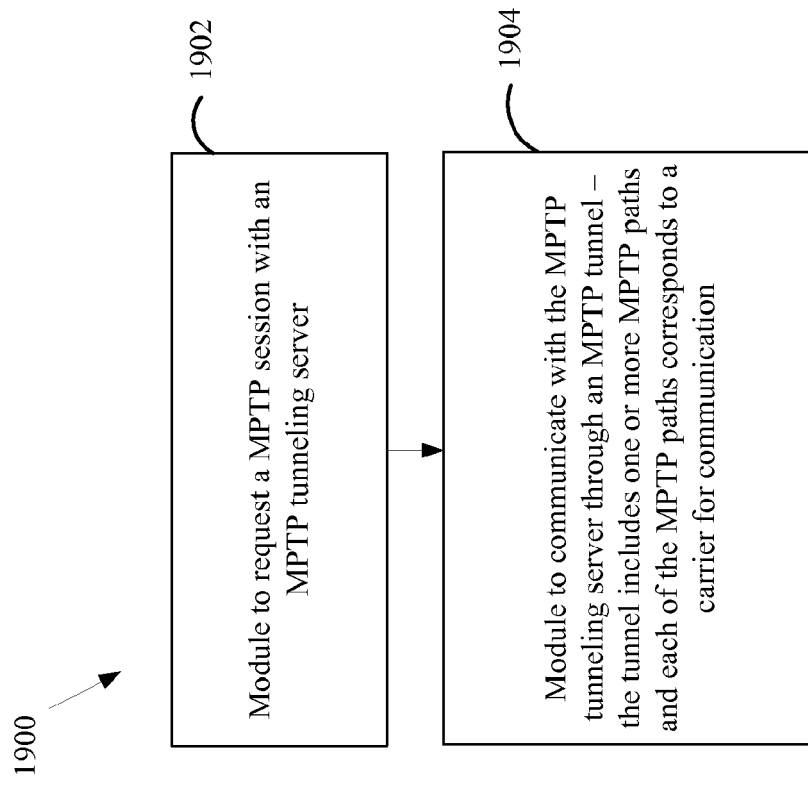 1900
Module to request a MPTP session with an
MPTP tunneling server
1902
Module to communicate with the MPTP
tunneling server through an MPTP tunnel –
the tunnel includes one or more MPTP paths
and each of the MPTP paths corresponds to a
carrier for communication
1904